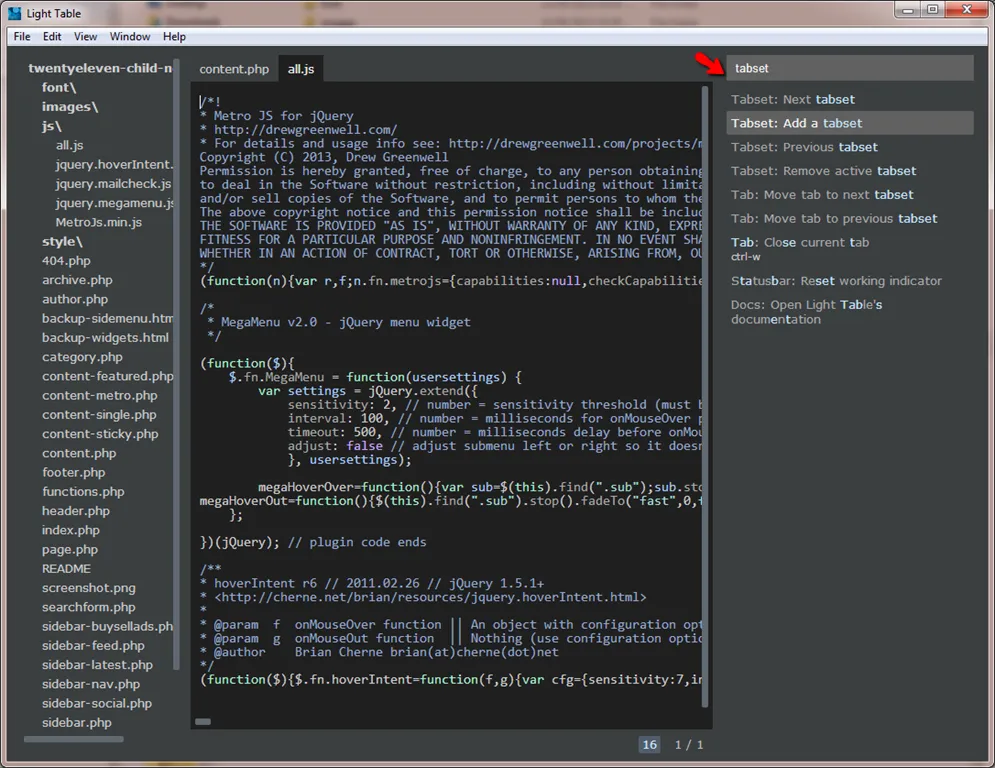 Light Table
File Edit View Window Help
twentyeleven-child-n
font\
images\
js\
all.js
jquery.hoverIntent.
jquery.mailcheck.js
jquery.megamenu.js
MetroJs.min.js
style\
404.php
archive.php
author.php
backup-sidemenu.htm
backup-widgets.html
category.php
content-featured.php
content-metro.php
content-single.php
content-sticky.php
content.php
footer.php
functions.php
header.php
index.php
page.php
README
screenshot.png
searchform.php
sidebar-buysellads.ph
sidebar-feed.php
sidebar-latest.php
sidebar-nav.php
sidebar-social.php
sidebar.php
content.php all.js
/*!
* Metro JS for jQuery
* http://drewgreenwell.com/
* For details and usage info see: http://drewgreenwell.com/projects/m
Copyright (C) 2013, Drew Greenwell
Permission is hereby granted, free of charge, to any person obtaining
to deal in the Software without restriction, including without limita
and/or sell copies of the Software, and to permit persons to whom the
The above copyright notice and this permission notice shall be inclu
THE SOFTWARE IS PROVIDED "AS IS", WITHOUT WARRANTY OF ANY KIND, EXPRE
FITNESS FOR A PARTICULAR PURPOSE AND NONINFRINGEMENT. IN NO EVENT SHA
WHETHER IN AN ACTION OF CONTRACT, TORT OR OTHERWISE, ARISING FROM, OU
*/
(function(n){var r,f;n.fn.metrojs={capabilities:null,checkCapabilitie
/*
* MegaMenu v2.0 - jQuery menu widget
*/
(function($){
$.fn.MegaMenu = function(usersettings) {
var settings = jQuery.extend({
sensitivity: 2, // number = sensitivity threshold (must b
interval: 100, // number = milliseconds for onMouseOver p
timeout: 500, // number = milliseconds delay before onMou
adjust: false // adjust submenu left or right so it doesn
}, usersettings);
megaHoverOver=function(){var sub=$(this).find(".sub");sub.sto
megaHoverOut=function(){$(this).find(".sub").stop().fadeTo("fast",0,f
};
})(jQuery); // plugin code ends
/**
* hoverIntent r6 // 2011.02.26 // jQuery 1.5.1+
* <http://cherne.net/brian/resources/jquery.hoverIntent.html>
*
* @param f onMouseOver function || An object with configuration opt
* @param g onMouseOut function || Nothing (use configuration optio
* @author Brian Cherne brian(at)cherne(dot)net
*/
(function($){$.fn.hoverIntent=function(f,g){var cfg={sensitivity:7,in
16 1 / 1
tabset
Tabset: Next tabset
Tabset: Add a tabset
Tabset: Previous tabset
Tabset: Remove active tabset
Tab: Move tab to next tabset
Tab: Move tab to previous tabset
Tab: Close current tab
ctrl-w
Statusbar: Reset working indicator
Docs: Open Light Table's
documentation